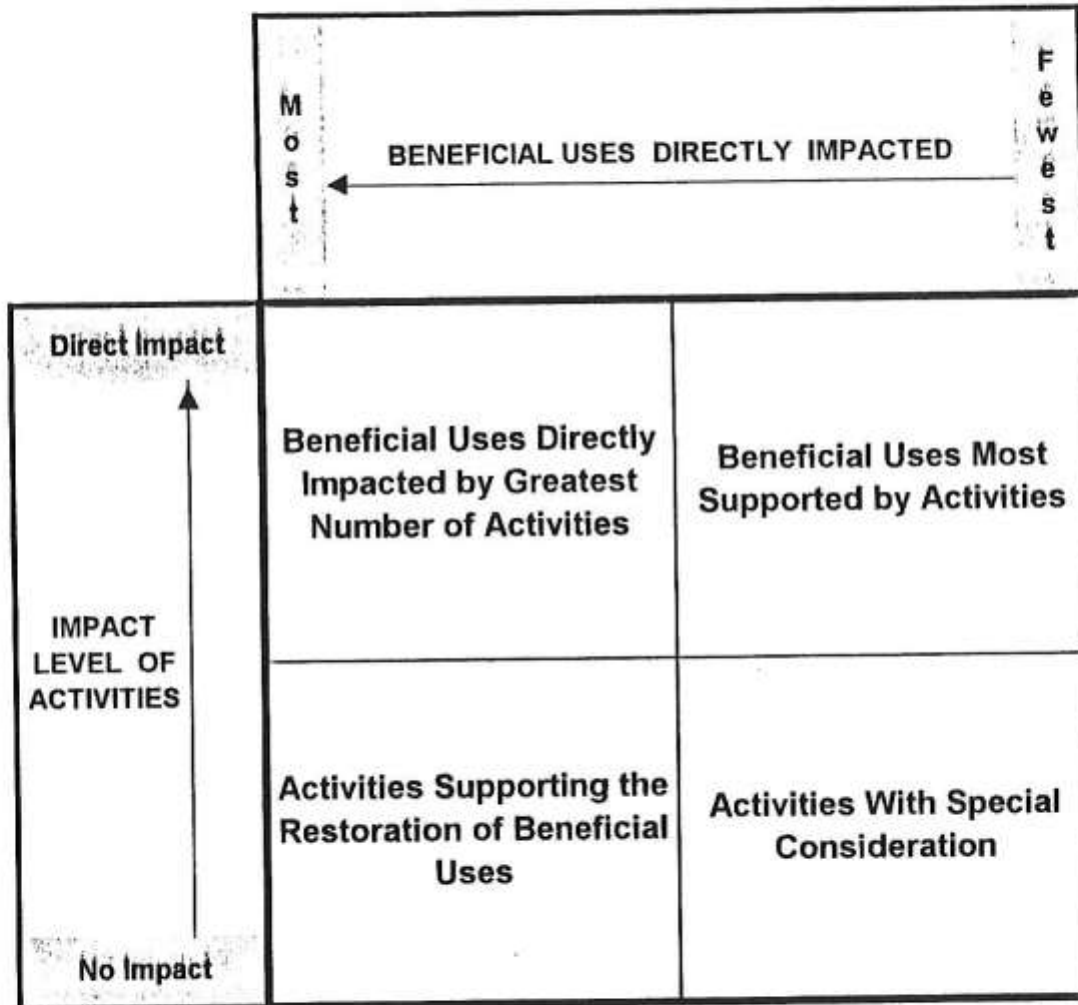 Most
Fewest
BENEFICIAL USES DIRECTLY IMPACTED
Direct Impact
IMPACT
LEVEL OF
ACTIVITIES
No Impact
Beneficial Uses Directly
Impacted by Greatest
Number of Activities
Beneficial Uses Most
Supported by Activities
Activities Supporting the
Restoration of Beneficial
Uses
Activities With Special
Consideration